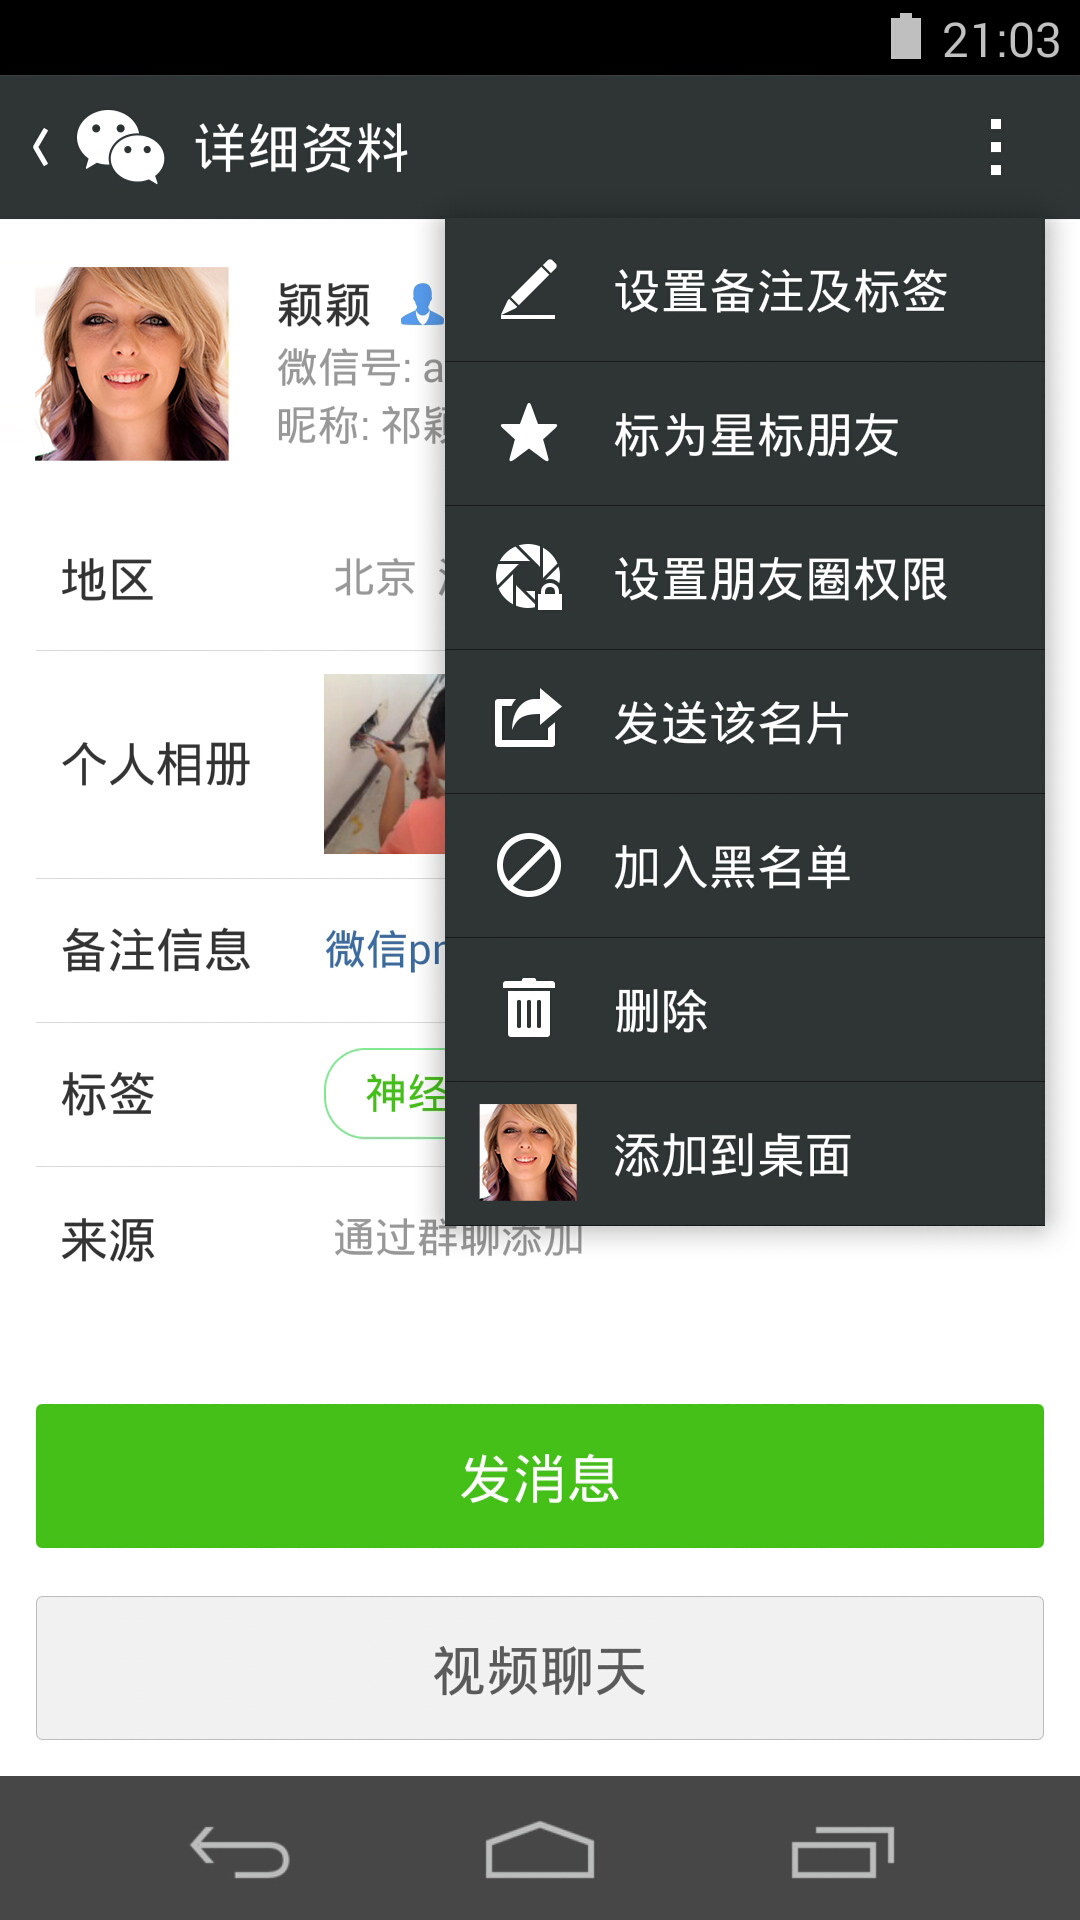 21:03
详细资料
设置备注及标签
颖颖
微信号: a
标为星标朋友
昵称: 祁
地区
北京
设置朋友圈权限
发送该名片
个人相册
加入黑名单
备注信息
微信pr
删除
标签
神经
添加到桌面
来源
通过群聊添加
发消息
视频聊天